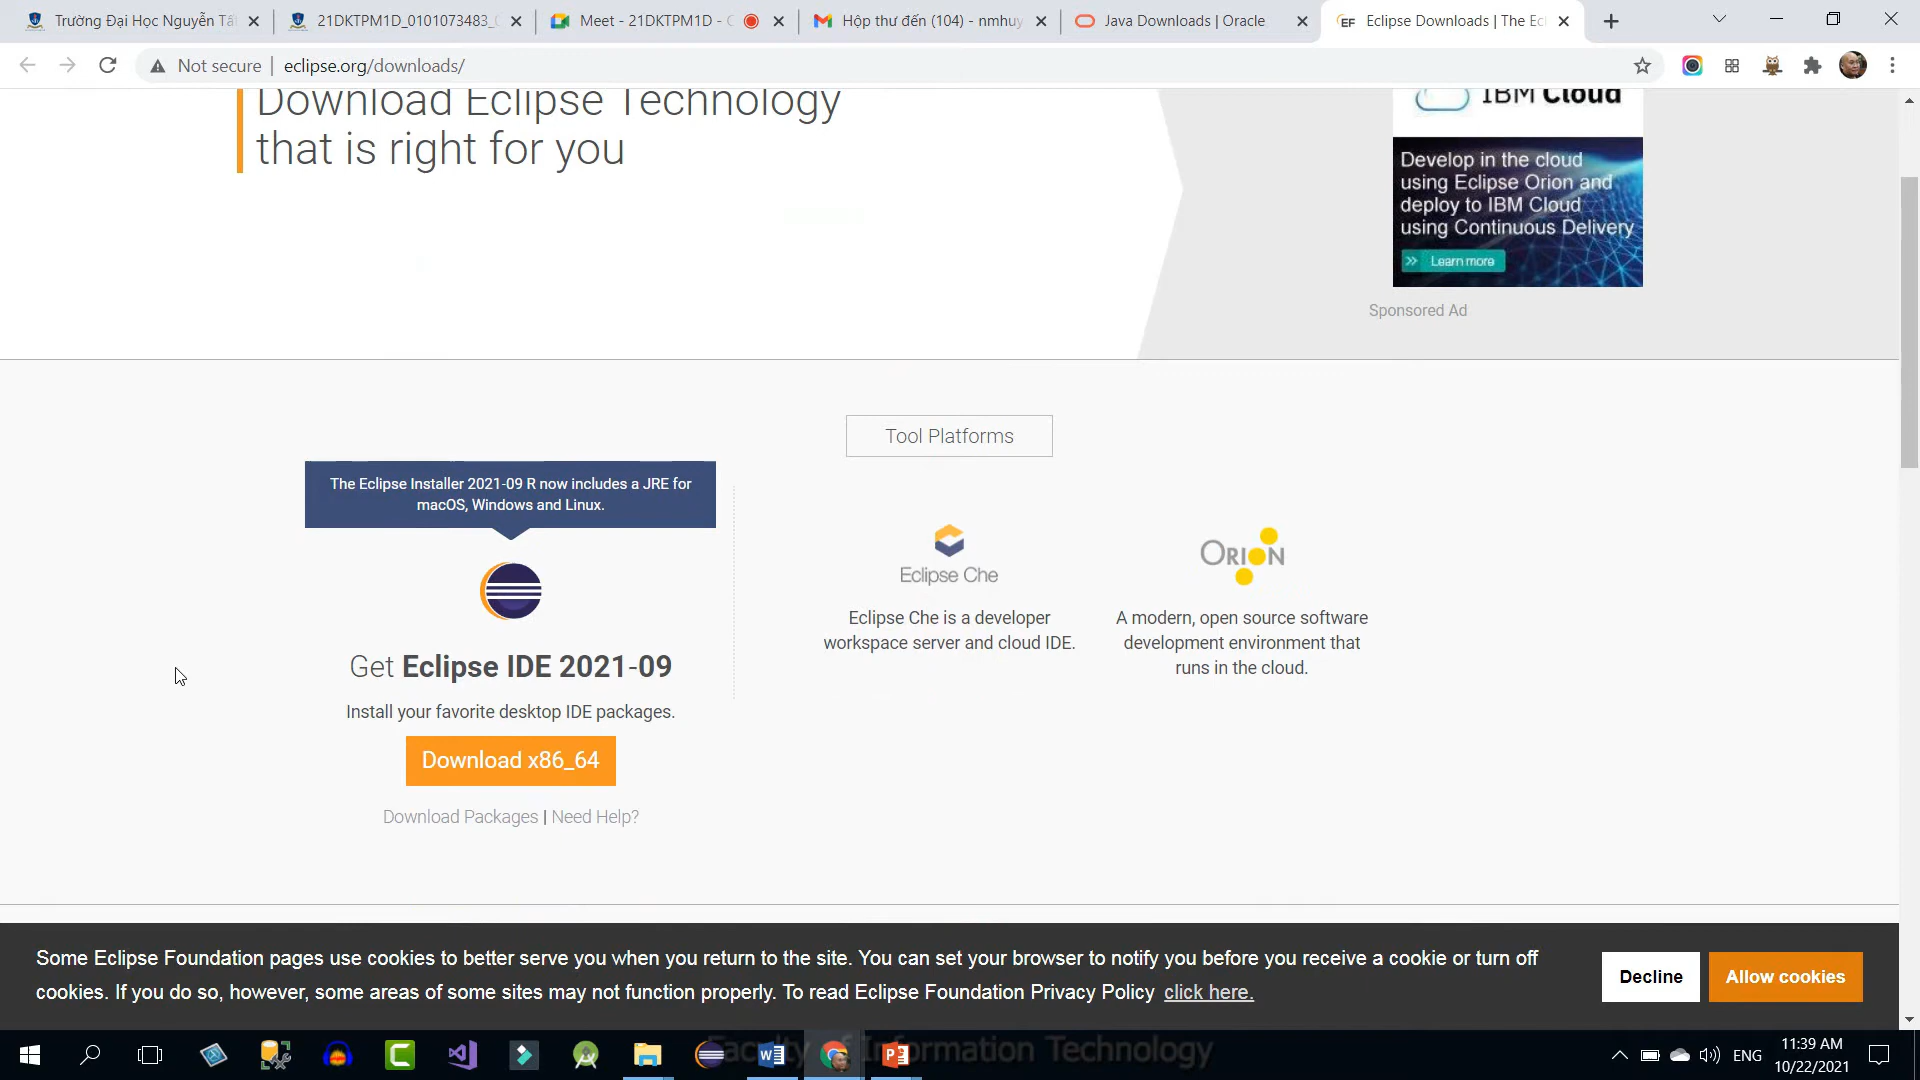 Trường Đại Học Nguyễn Tấ
21DKTPM1D_0101073483_
Meet - 21DKTPM1D -
Hộp thư đến (104) - nmhuy
Java Downloads | Oracle
EF
Eclipse Downloads | The Ecl
Not secure
eclipse.org/downloads/
Download Eclipse Technology
that is right for you
IBM Cloud
Develop in the cloud
using Eclipse Orion and
deploy to IBM Cloud
using Continuous Delivery
Learn more
Sponsored Ad
Tool Platforms
The Eclipse Installer 2021-09 R now includes a JRE for
macOS, Windows and Linux.
Eclipse Che
ORION
Eclipse Che is a developer
workspace server and cloud IDE.
A modern, open source software
development environment that
runs in the cloud.
Get Eclipse IDE 2021-09
Install your favorite desktop IDE packages.
Download x86_64
Download Packages | Need Help?
Some Eclipse Foundation pages use cookies to better serve you when you return to the site. You can set your browser to notify you before you receive a cookie or turn off
cookies. If you do so, however, some areas of some sites may not function properly. To read Eclipse Foundation Privacy Policy click here.
Decline
Allow cookies
Faculty of Information Technology
ENG
11:39 AM
10/22/2021